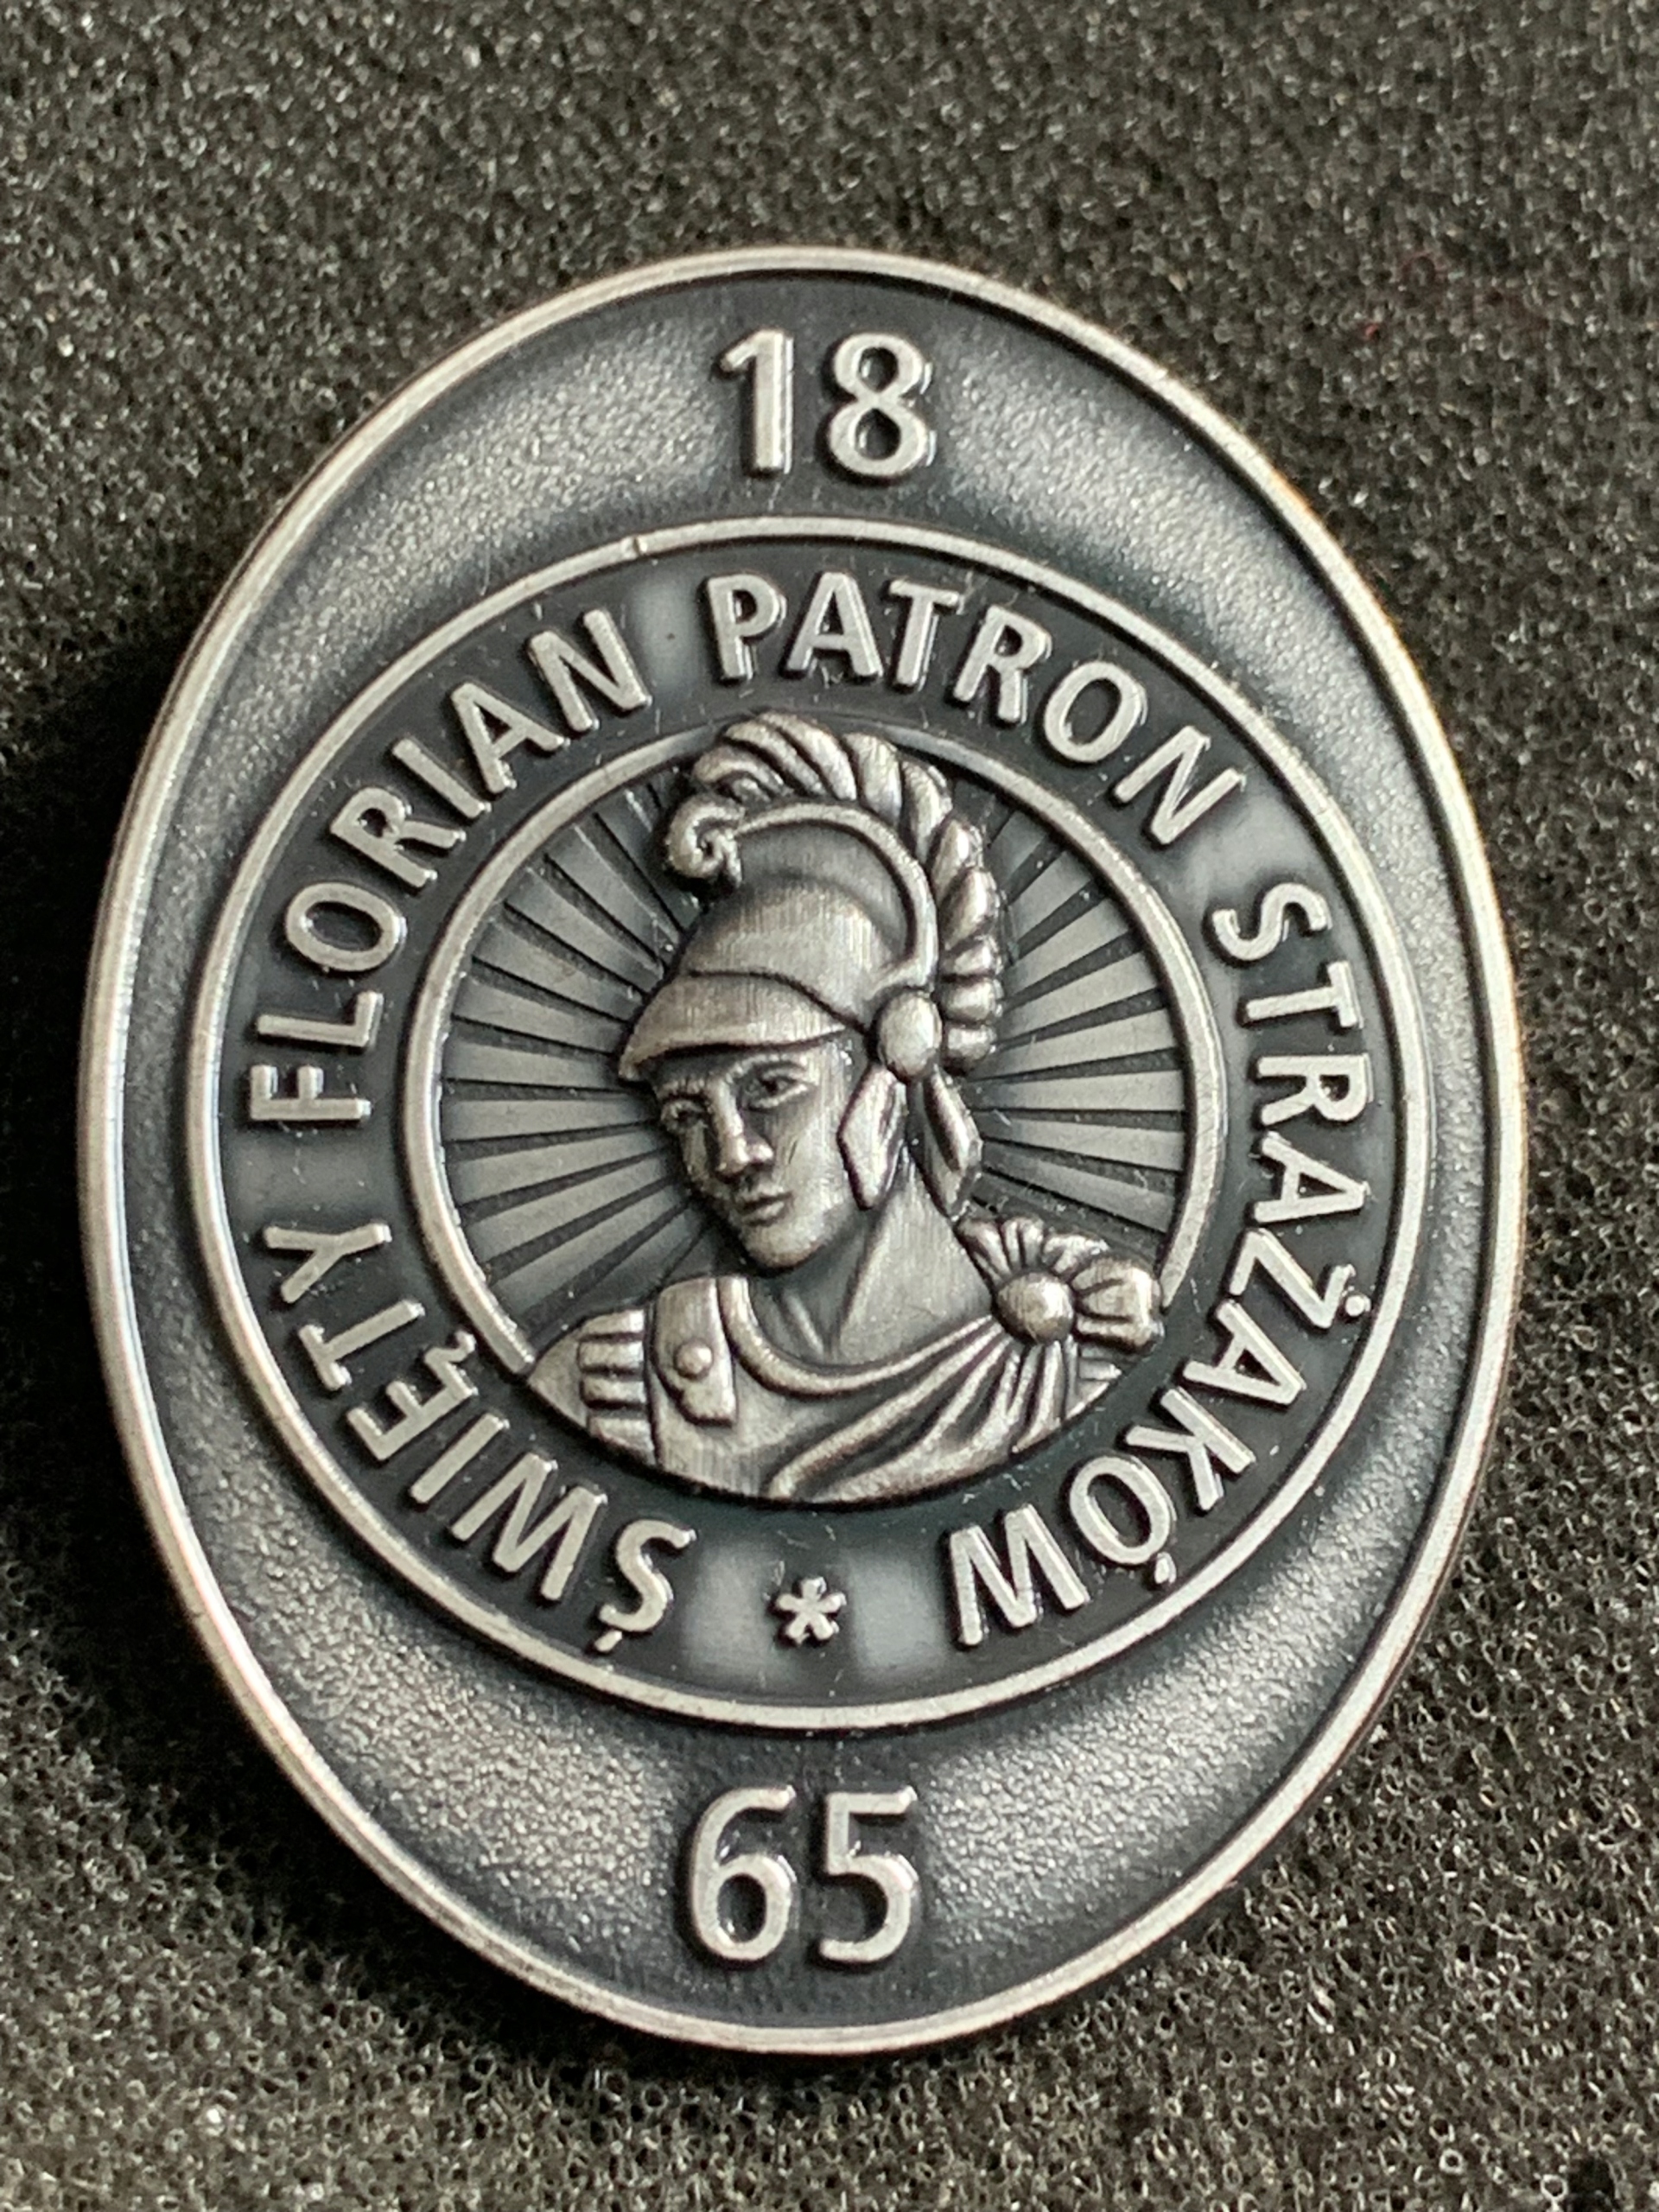 18
ŚWIĘTY FLORIAN PATRON STRAŻAKÓW *
65